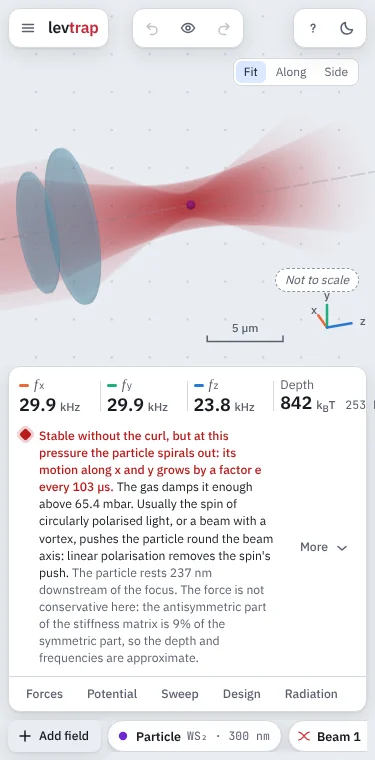 levtrap
?
Fit Along Side
Not to scale
y
x
z
5 µm
fx fy fz Depth
29.9 kHz 29.9 kHz 23.8 kHz 842 kBT 253
Stable without the curl, but at this
pressure the particle spirals out: its
motion along x and y grows by a factor e
every 103 µs. The gas damps it enough
above 65.4 mbar. Usually the spin of
circularly polarised light, or a beam with a
vortex, pushes the particle round the beam
axis: linear polarisation removes the spin's
push. The particle rests 237 nm
downstream of the focus. The force is not
conservative here: the antisymmetric part
of the stiffness matrix is 9% of the
symmetric part, so the depth and
frequencies are approximate.
More
Forces Potential Sweep Design Radiation
Add field Particle WS₂ · 300 nm Beam 1